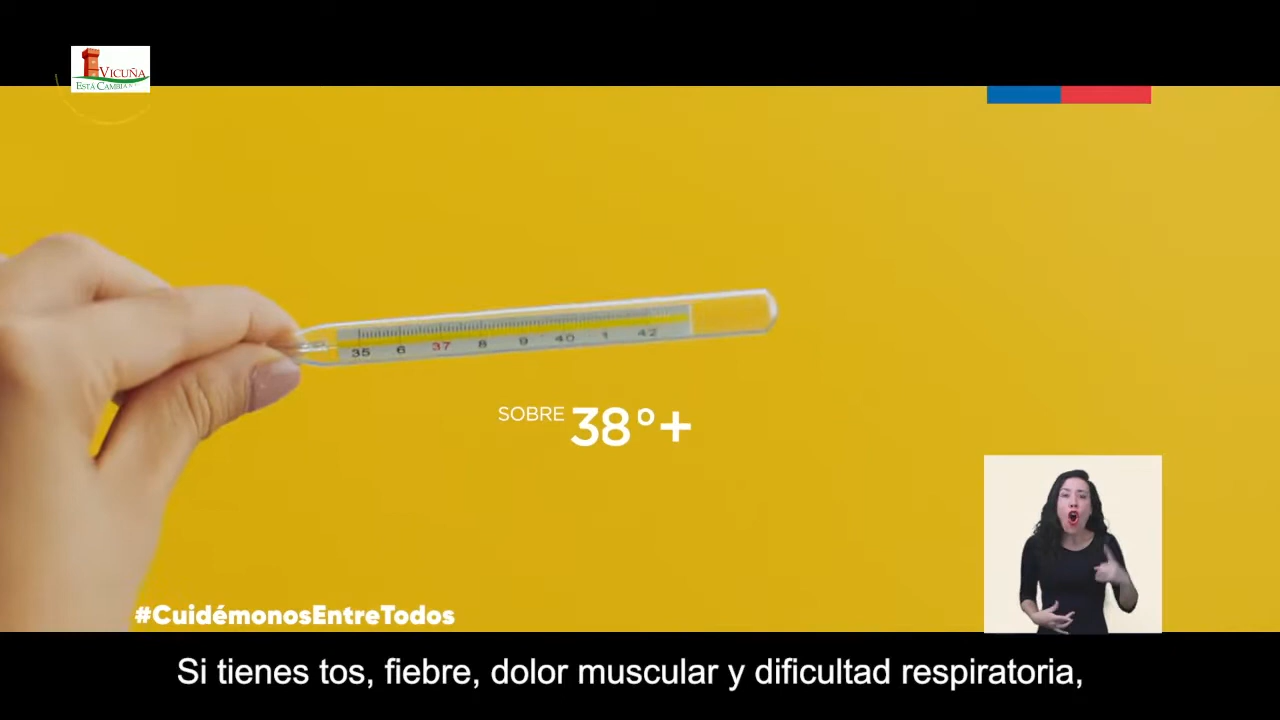 VICUÑA
ESTÁ CAMBIANDO
35 6 37 8 9 40 1 42
SOBRE 38°+
#CuidémonosEntreTodos
Si tienes tos, fiebre, dolor muscular y dificultad respiratoria,